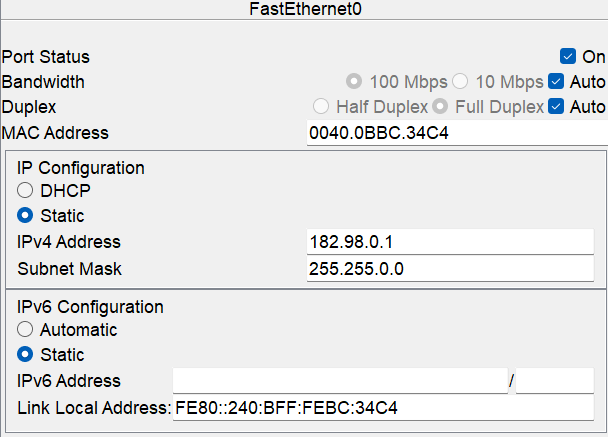 FastEthernet0
Port Status On
Bandwidth 100 Mbps 10 Mbps Auto
Duplex Half Duplex Full Duplex Auto
MAC Address 0040.0BBC.34C4
IP Configuration
DHCP
Static
IPv4 Address 182.98.0.1
Subnet Mask 255.255.0.0
IPv6 Configuration
Automatic
Static
IPv6 Address /
Link Local Address: FE80::240:BFF:FEBC:34C4